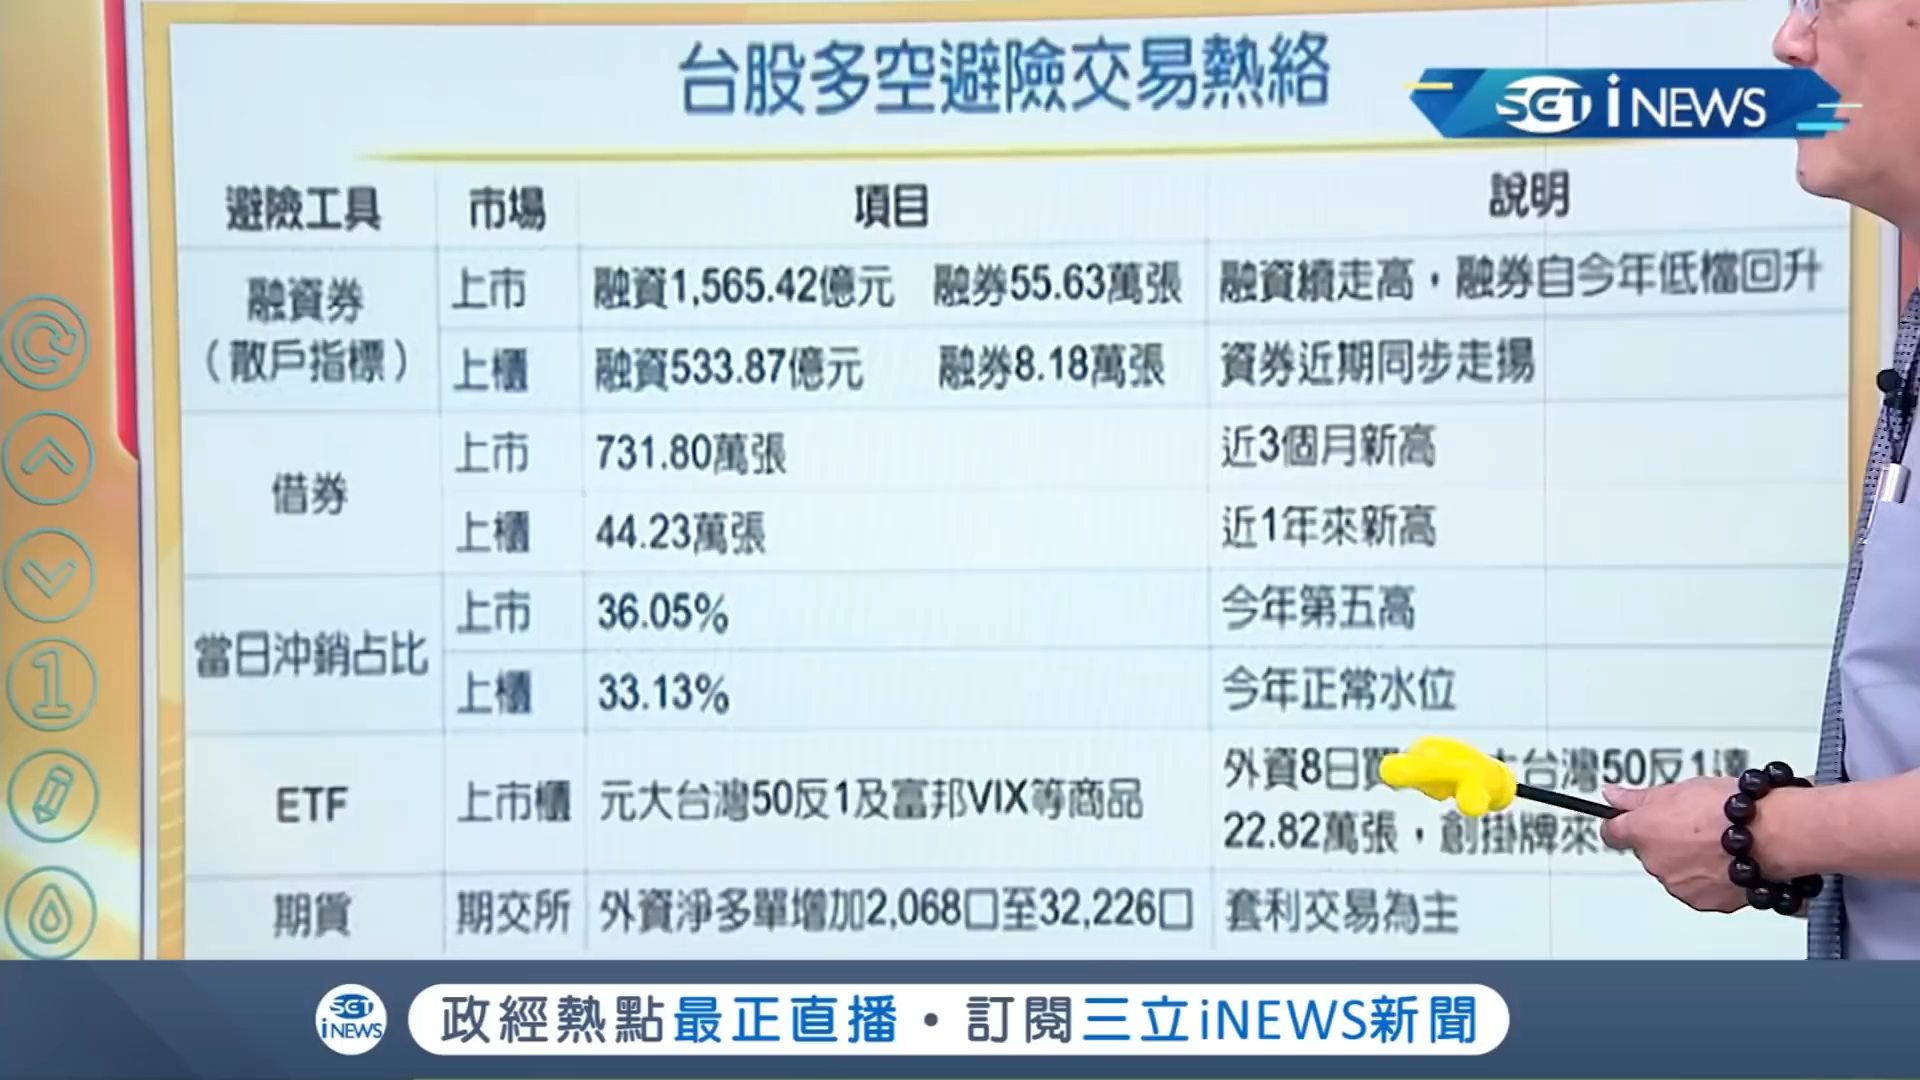 台股多空避險交易熱絡
SET iNEWS
避險工具 市場 項目 說明
融資券
(散戶指標)
上市 融資1,565.42億元 融券55.63萬張 融資續走高,融券自今年低檔回升
上櫃 融資533.87億元 融券8.18萬張 資券近期同步走揚
借券
上市 731.80萬張 近3個月新高
上櫃 44.23萬張 近1年來新高
當日沖銷占比
上市 36.05% 今年第五高
上櫃 33.13% 今年正常水位
ETF 上市櫃 元大台灣50反1及富邦VIX等商品
外資8日買 台灣50反1達
22.82萬張,創掛牌來
期貨 期交所 外資淨多單增加2,068口至32,226口 套利交易為主
1
SET iNEWS
政經熱點最正直播・訂閱三立iNEWS新聞